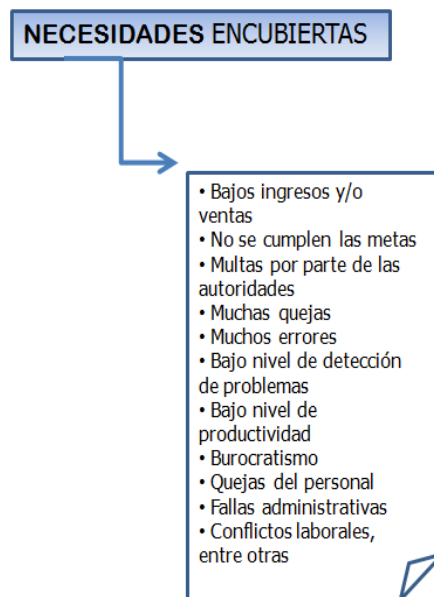 NECESIDADES ENCUBIERTAS
• Bajos ingresos y/o
ventas
• No se cumplen las metas
• Multas por parte de las
autoridades
• Muchas quejas
• Muchos errores
• Bajo nivel de detección
de problemas
• Bajo nivel de
productividad
• Burocratismo
• Quejas del personal
• Fallas administrativas
• Conflictos laborales,
entre otras